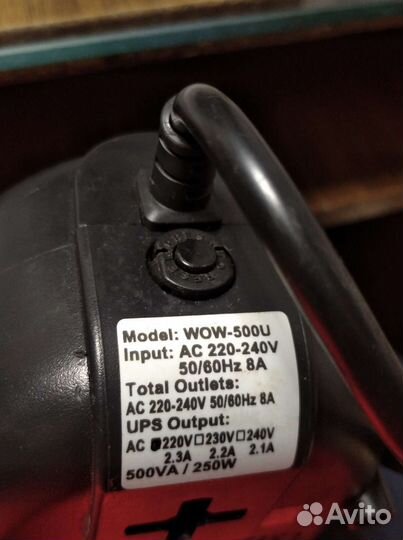 Model: WOW-500U
Input: AC 220-240V
50/60Hz 8A
Total Outlets:
AC 220-240V 50/60Hz 8A
UPS Output:
AC ■220V□230V□240V
2.3A 2.2A 2.1A
500VA / 250W
Avito